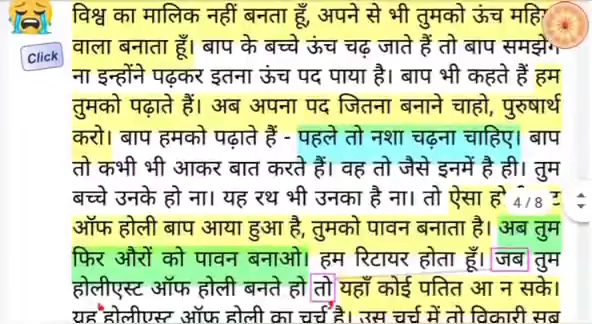 विश्व का मालिक नहीं बनता हूँ, अपने से भी तुमको ऊंच
वाला बनाता हूँ। बाप के बच्चे ऊंच चढ़ जाते हैं तो बाप समझेंगे
Click
ना इन्होंने पढ़कर इतना ऊंच पद पाया है। बाप भी कहते हैं हम
तुमको पढ़ाते हैं। अब अपना पद जितना बनाने चाहो, पुरुषार्थ
करो। बाप हमको पढ़ाते हैं - पहले तो नशा चढ़ना चाहिए। बाप
तो कभी भी आकर बात करते हैं। वह तो जैसे इनमें है ही। तुम
बच्चे उनके हो ना। यह रथ भी उनका है ना। तो ऐसा
4/8
ऑफ होली बाप आया हुआ है, तुमको पावन बनाता है। अब तुम
फिर औरों को पावन बनाओ। हम रिटायर होता हूँ। जब तुम
होलीएस्ट ऑफ होली बनते हो तो यहाँ कोई पतित आ न सके।
यह होलीएस्ट ऑफ होली का चर्च है। उस चर्च में तो विकारी सब